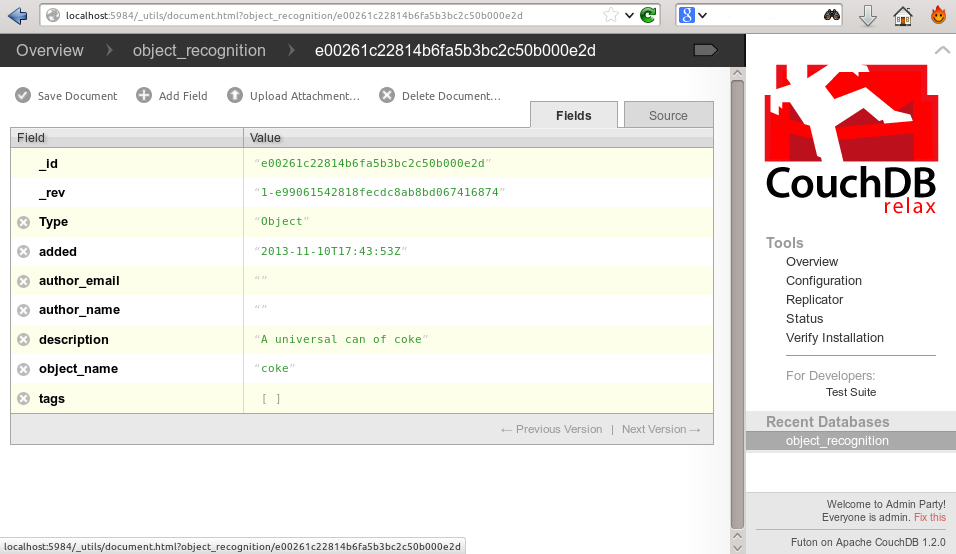 localhost:5984/_utils/document.html?object_recognition/e00261c22814b6fa5b3bc2c50b000e2d
Overview object_recognition e00261c22814b6fa5b3bc2c50b000e2d
Save Document Add Field Upload Attachment... Delete Document...
Fields Source
Field Value
_id "e00261c22814b6fa5b3bc2c50b000e2d"
_rev "1-e99061542818fecdc8ab8bd067416874"
Type "Object"
added "2013-11-10T17:43:53Z"
author_email ""
author_name ""
description "A universal can of coke"
object_name "coke"
tags [ ]
← Previous Version | Next Version →
CouchDB
relax
Tools
Overview
Configuration
Replicator
Status
Verify Installation
For Developers:
Test Suite
Recent Databases
object_recognition
Welcome to Admin Party!
Everyone is admin. Fix this
Futon on Apache CouchDB 1.2.0
localhost:5984/_utils/document.html?object_recognition/e00261c22814b6fa5b3bc2c50b000e2d